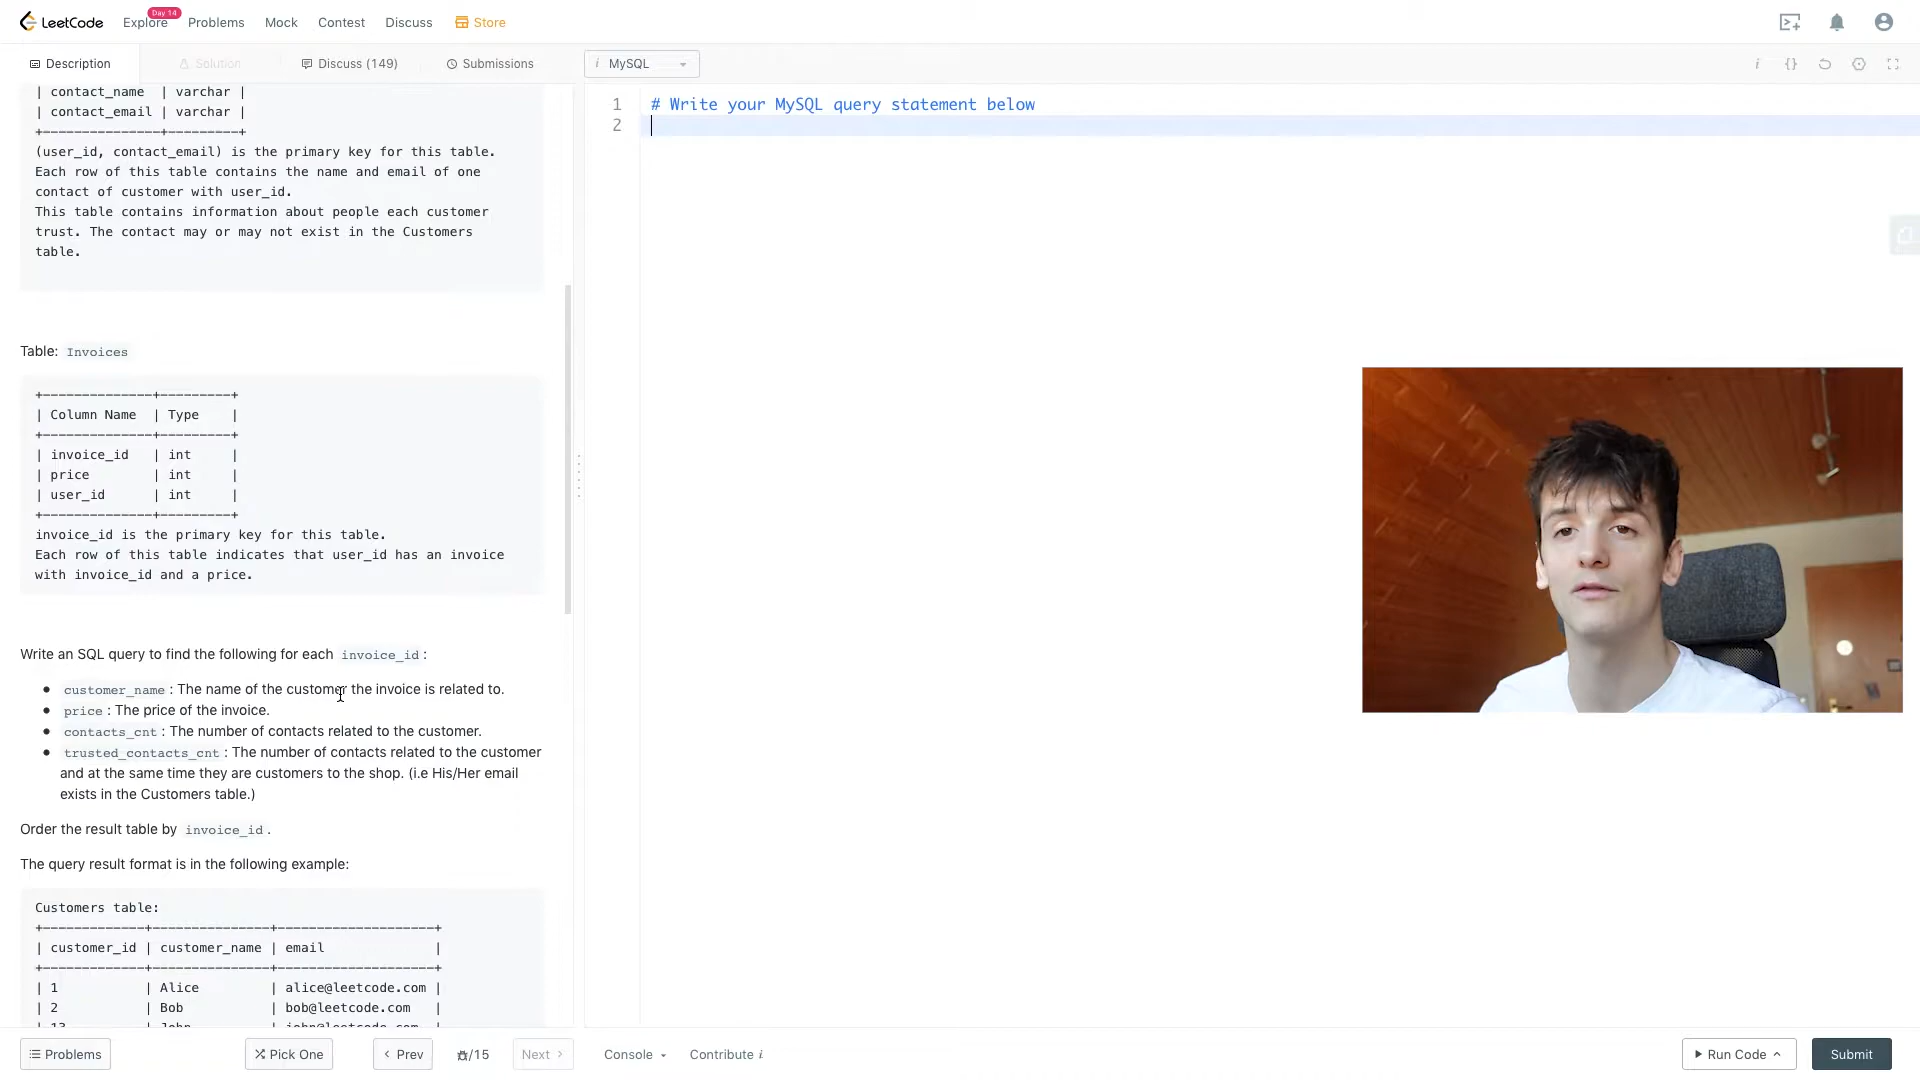 LeetCode
Explore
Day 14
Problems
Mock
Contest
Discuss
Store
Description
Solution
Discuss (149)
Submissions
i MySQL
| contact_name | varchar |
| contact_email | varchar |
+---------------+---------+
(user_id, contact_email) is the primary key for this table.
Each row of this table contains the name and email of one
contact of customer with user_id.
This table contains information about people each customer
trust. The contact may or may not exist in the Customers
table.
Table: Invoices
+--------------+---------+
| Column Name | Type |
+--------------+---------+
| invoice_id | int |
| price | int |
| user_id | int |
+--------------+---------+
invoice_id is the primary key for this table.
Each row of this table indicates that user_id has an invoice
with invoice_id and a price.
Write an SQL query to find the following for each invoice_id:
• customer_name: The name of the customer the invoice is related to.
• price: The price of the invoice.
• contacts_cnt: The number of contacts related to the customer.
• trusted_contacts_cnt: The number of contacts related to the customer
and at the same time they are customers to the shop. (i.e His/Her email
exists in the Customers table.)
Order the result table by invoice_id.
The query result format is in the following example:
Customers table:
+-------------+---------------+--------------------+
| customer_id | customer_name | email |
+-------------+---------------+--------------------+
| 1 | Alice | alice@leetcode.com |
| 2 | Bob | bob@leetcode.com |
| 13 | John | john@leetcode.com |
1 # Write your MySQL query statement below
2
i {}
Problems
Pick One
< Prev
/15
Next >
Console
Contribute i
Run Code
Submit